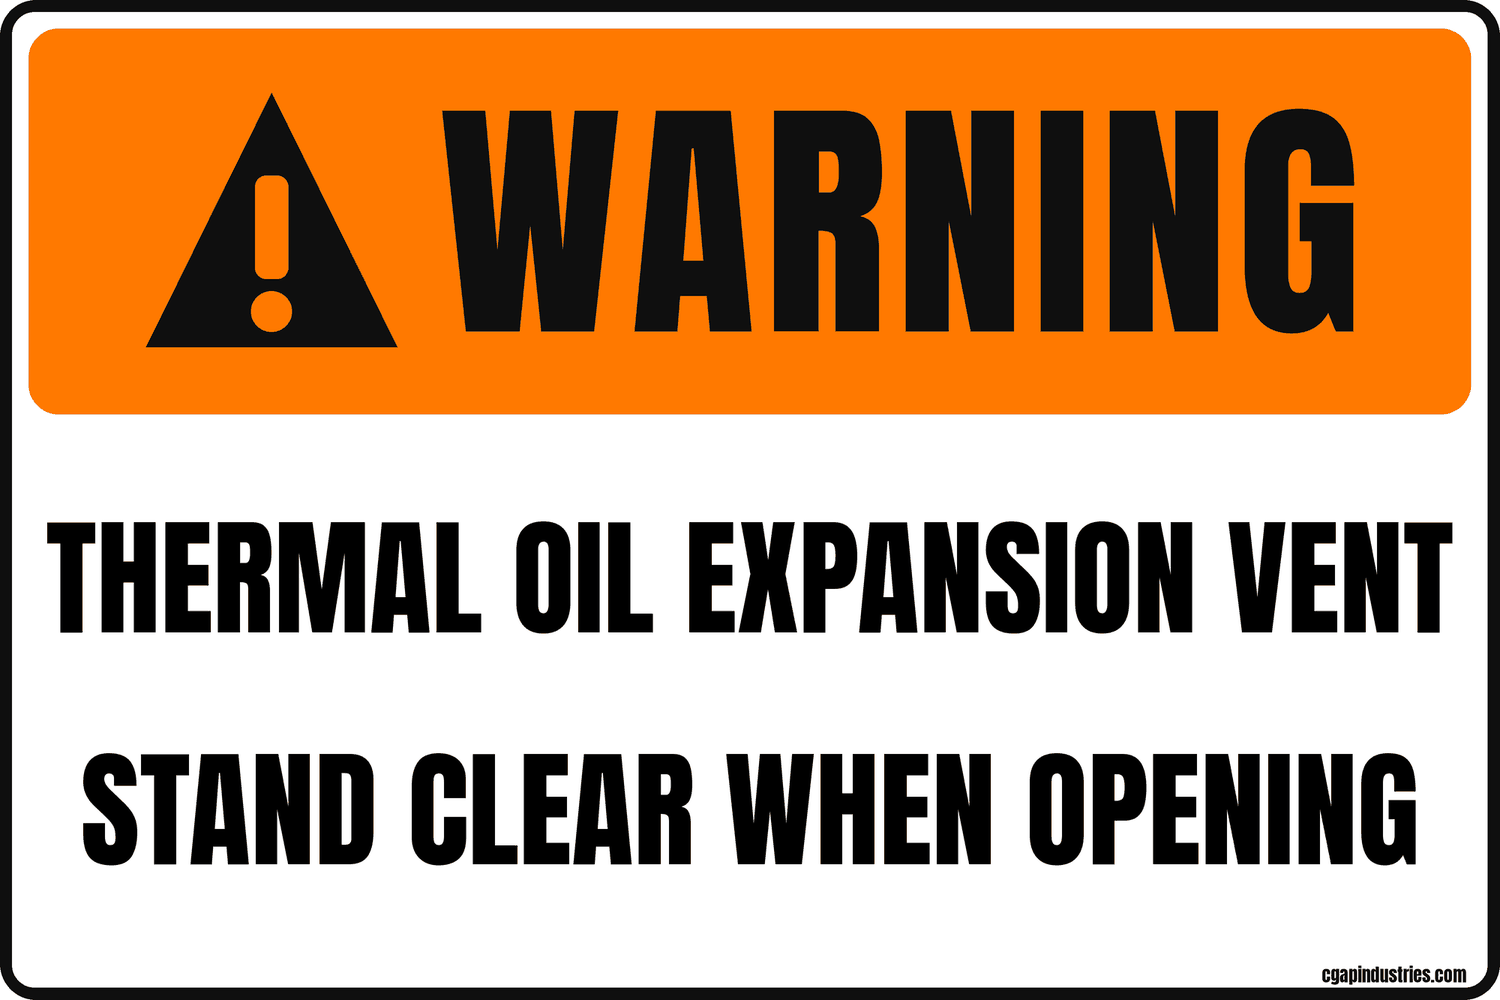 WARNING
THERMAL OIL EXPANSION VENT
STAND CLEAR WHEN OPENING
cgapindustries.com